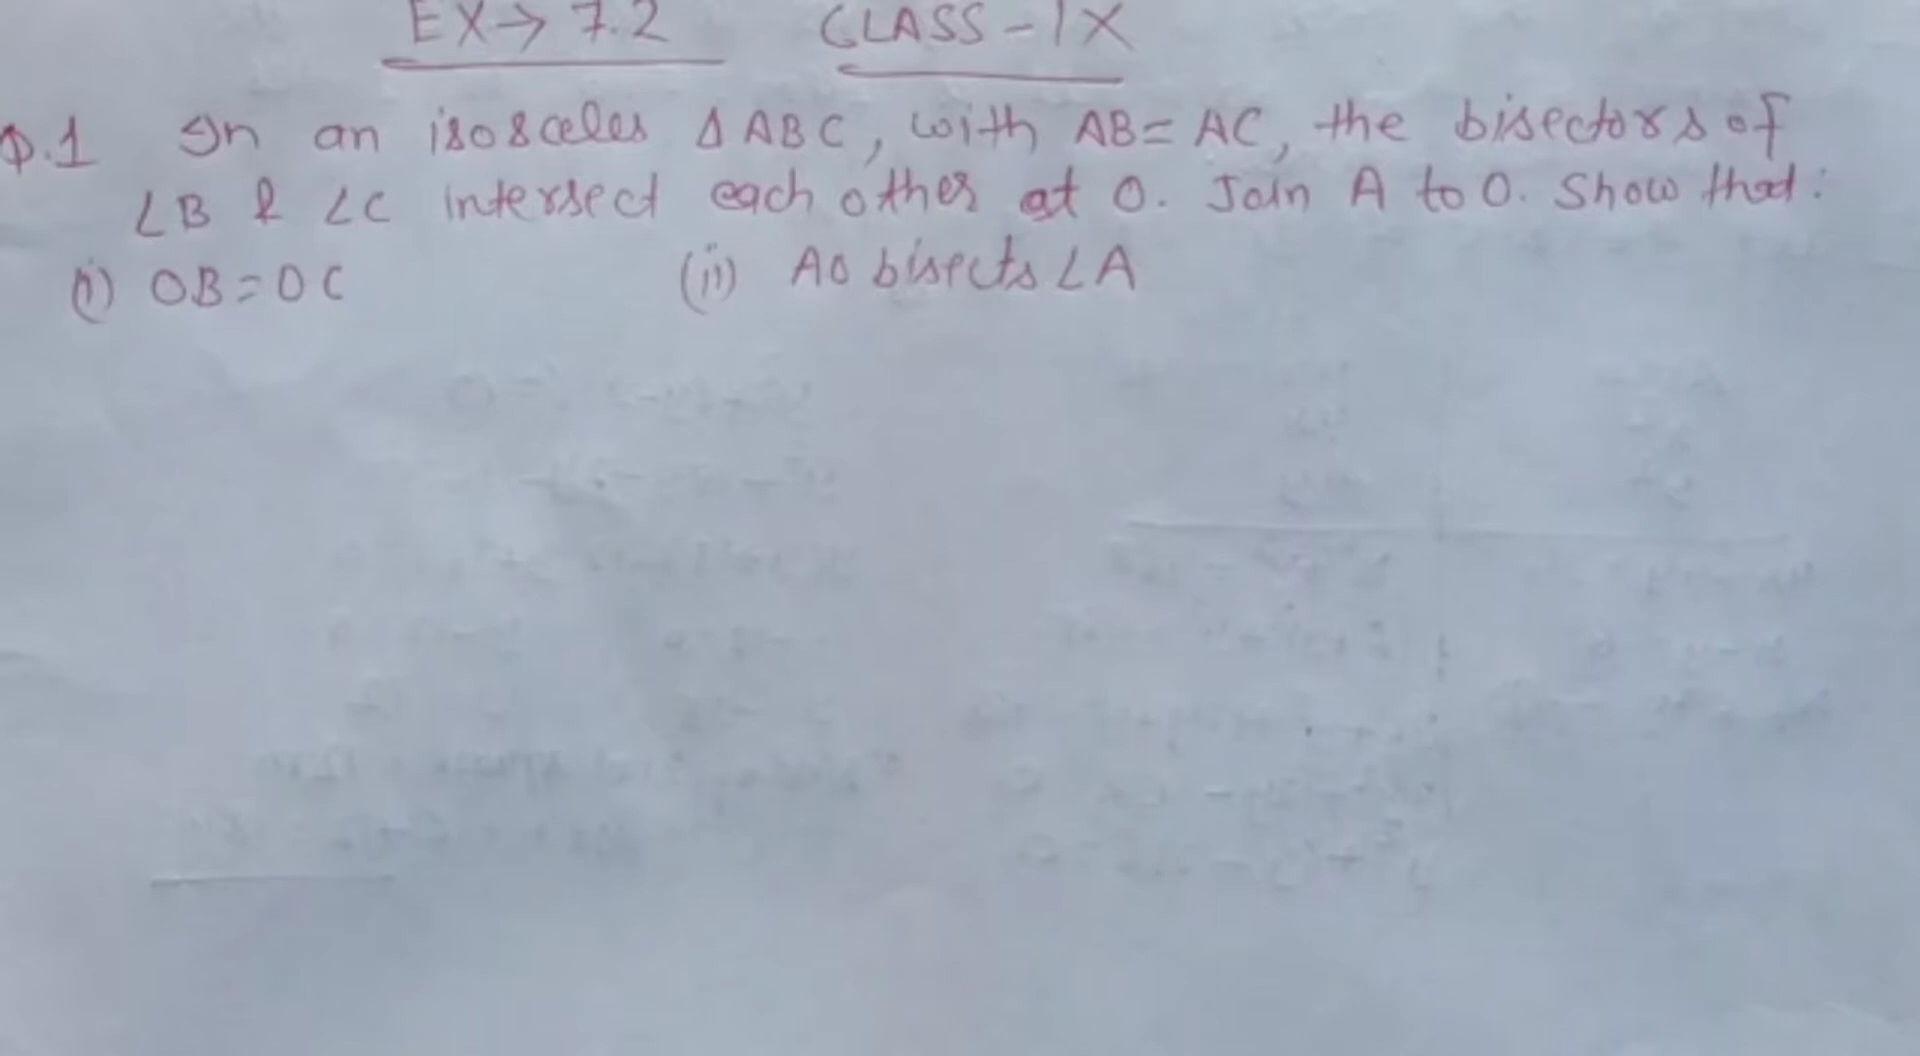 EX→ 7.2 CLASS-IX
Q.1 In an isosceles Δ ABC, with AB= AC, the bisectors of
∠B & ∠C intersect each other at O. Join A to O. Show that:
(i) OB=OC (ii) AO bisects ∠A